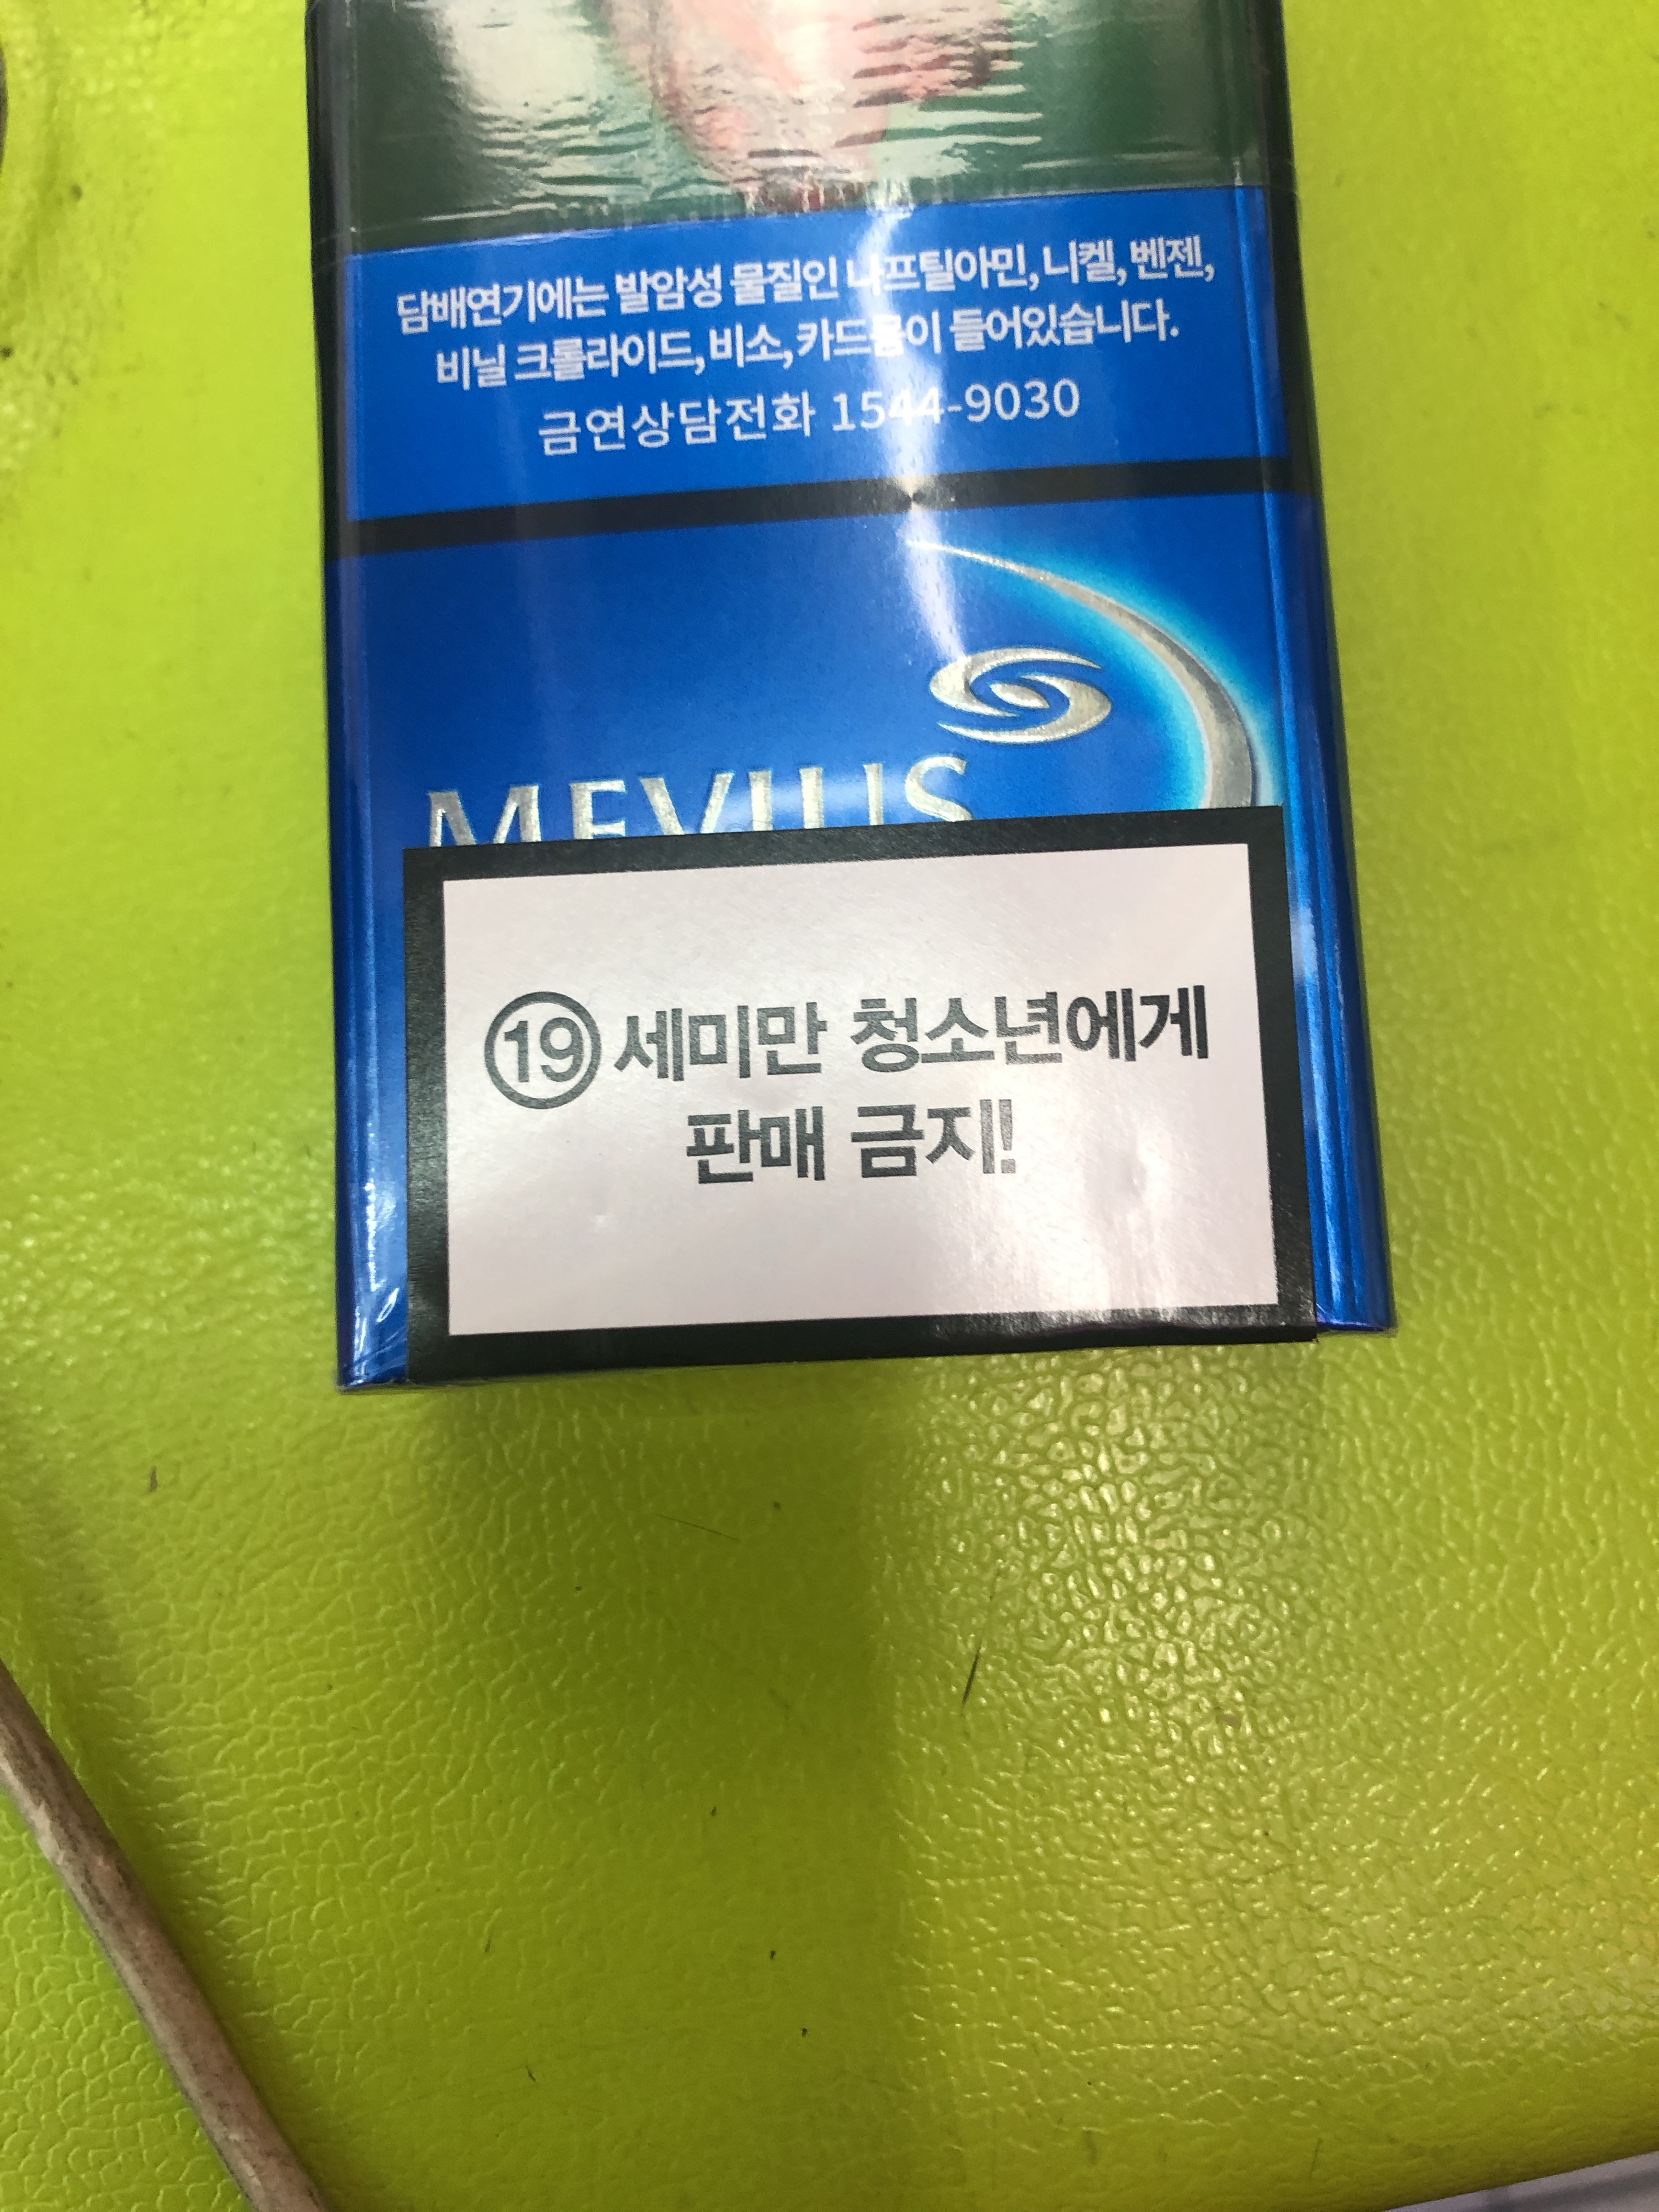 담배연기에는 발암성 물질인 나프틸아민, 니켈, 벤젠,
비닐 크롤라이드, 비소, 카드뮴이 들어있습니다.
금연상담전화 1544-9030
MEVIUS
19 세미만 청소년에게
판매 금지!